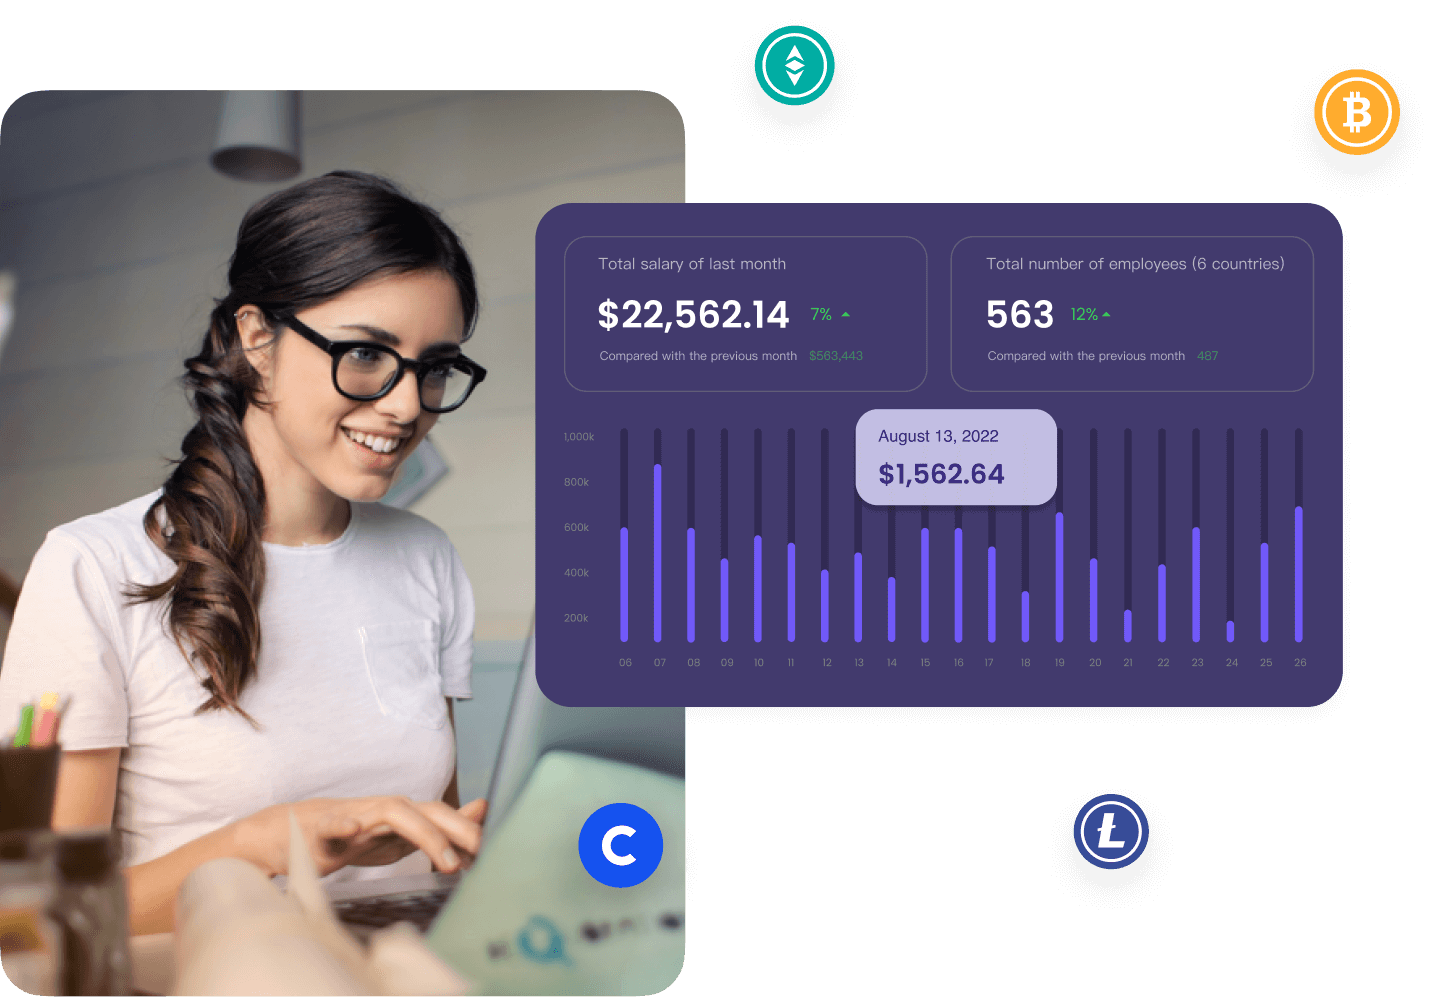 Total salary of last month
$22,562.14 7%
Compared with the previous month $563,443
Total number of employees (6 countries)
563 12%
Compared with the previous month 487
August 13, 2022
$1,562.64
1,000k
800k
600k
400k
200k
06 07 08 09 10 11 12 13 14 15 16 17 18 19 20 21 22 23 24 25 26
C